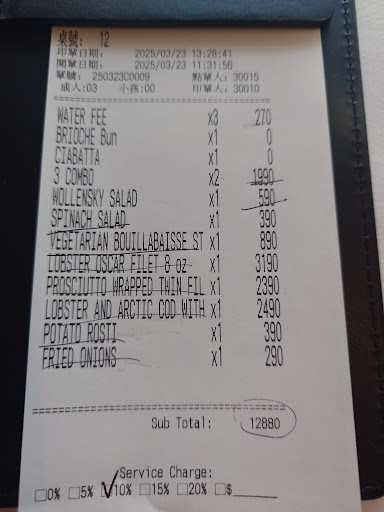 桌號: 12
印單日期: 2025/03/23 13:28:41
開單日期: 2025/03/23 11:31:56
單號: 250323C0009 點單人: 30015
成人:03 小孩:00 印單人: 30010
WATER FEE x3 270
BRIOCHE Bun x1 0
CIABATTA x1 0
3 COMBO x2 1990
WOLLENSKY SALAD x1 590
SPINACH SALAD x1 390
VEGETARIAN BOUILLABAISSE ST x1 890
LOBSTER OSCAR FILET 8 oz x1 3190
PROSCIUTTO WRAPPED TWIN FIL x1 2390
LOBSTER AND ARCTIC COD WITH x1 2490
POTATO ROSTI x1 390
FRIED ONIONS x1 290
Sub Total: 12880
Service Charge:
□0% □5% ☑10% □15% □20% □$______